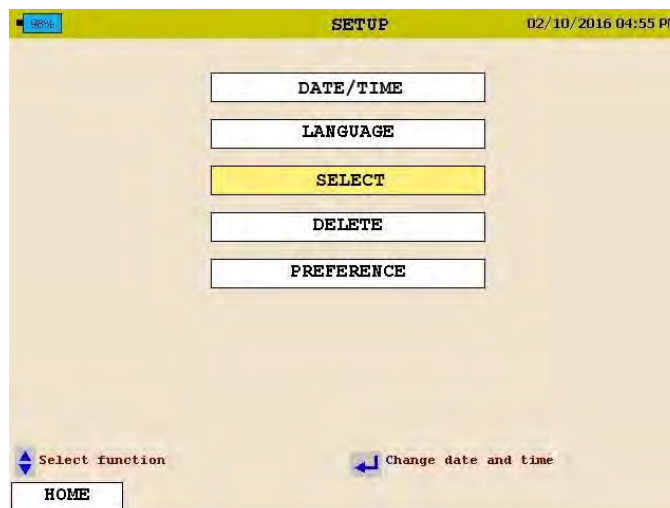 98% SETUP 02/10/2016 04:55 P
DATE/TIME
LANGUAGE
SELECT
DELETE
PREFERENCE
Select function Change date and time
HOME